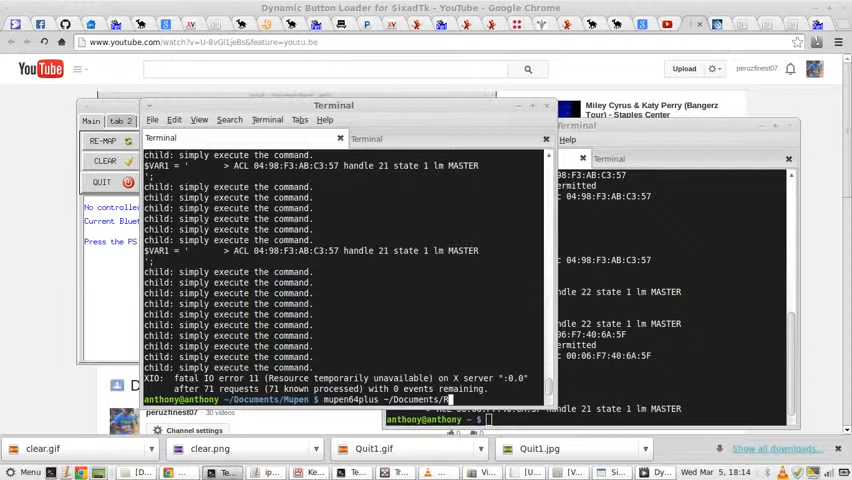 Dynamic Button Loader for SixadTk - YouTube - Google Chrome
www.youtube.com/watch?v=U-8vGl1jeBs&feature=youtu.be
YouTube
Upload
peruzfinest07
Miley Cyrus & Katy Perry (Bangerz
Tour) - Staples Center
Main
tab 2
RE-MAP
CLEAR
QUIT
No controller
Current Bluet
Press the PS
Terminal
File Edit View Search Terminal Tabs Help
Terminal
Terminal
child: simply execute the command.
$VAR1 = ' > ACL 04:98:F3:AB:C3:57 handle 21 state 1 lm MASTER
';
child: simply execute the command.
child: simply execute the command.
child: simply execute the command.
child: simply execute the command.
child: simply execute the command.
child: simply execute the command.
$VAR1 = ' > ACL 04:98:F3:AB:C3:57 handle 21 state 1 lm MASTER
';
child: simply execute the command.
child: simply execute the command.
child: simply execute the command.
child: simply execute the command.
child: simply execute the command.
child: simply execute the command.
child: simply execute the command.
child: simply execute the command.
child: simply execute the command.
child: simply execute the command.
XIO: fatal IO error 11 (Resource temporarily unavailable) on X server ":0.0"
after 71 requests (71 known processed) with 0 events remaining.
anthony@anthony ~/Documents/Mupen $ mupen64plus ~/Documents/R
Terminal
Help
Terminal
ermitted
c 04:98:F3:AB:C3:57
04:98:F3:AB:C3:57
ndle 22 state 1 lm MASTER
ndle 22 state 1 lm MASTER
00:06:F7:40:6A:5F
c 00:06:F7:40:6A:5F
ndle 21 state 1 lm MASTER
anthony@anthony ~ $
peruzfinest07 30 videos
Channel settings
clear.gif
clear.png
Quit1.gif
Quit1.jpg
Show all downloads...
Menu
Wed Mar 5, 18:14